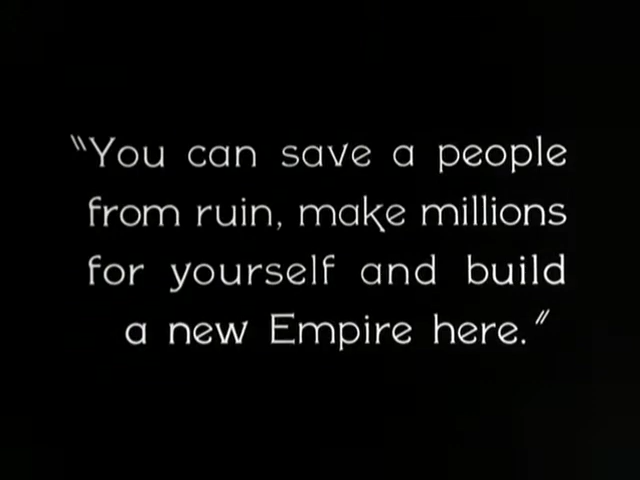 "You can save a people
from ruin, make millions
for yourself and build
a new Empire here."